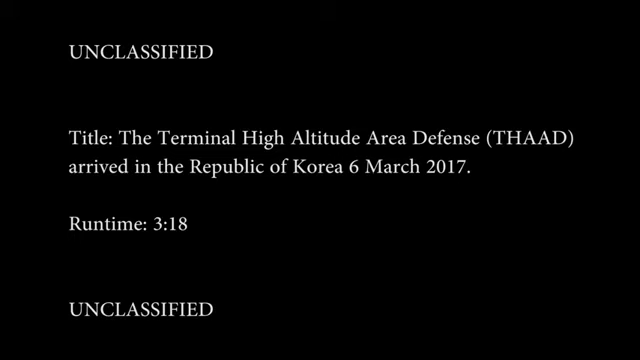 UNCLASSIFIED
Title: The Terminal High Altitude Area Defense (THAAD)
arrived in the Republic of Korea 6 March 2017.
Runtime: 3:18
UNCLASSIFIED